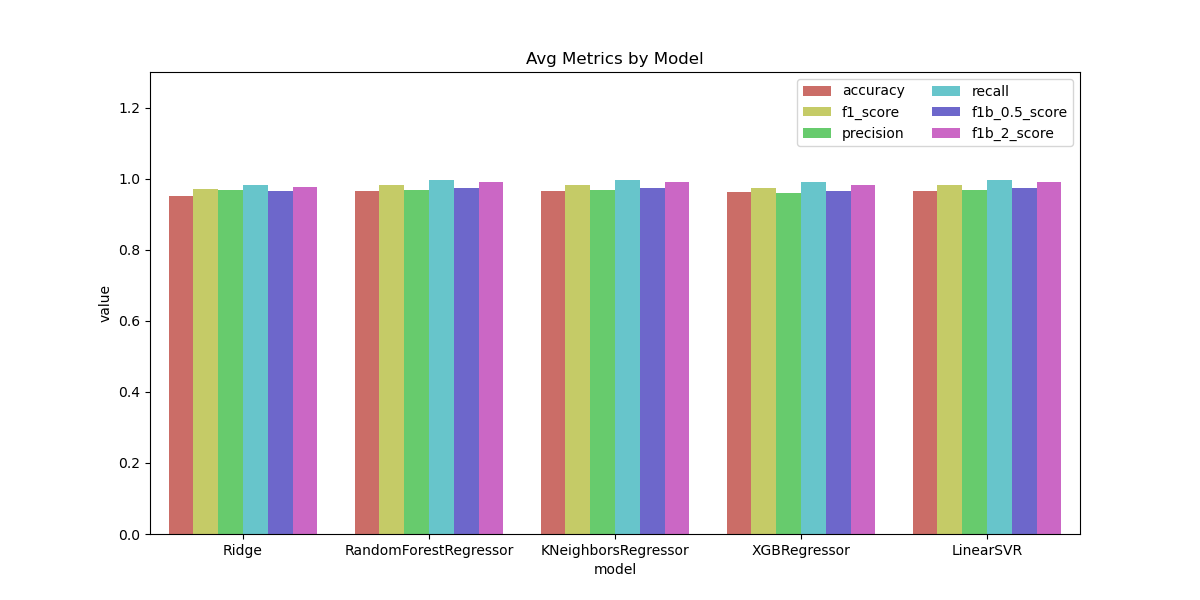 Avg Metrics by Model
accuracy
f1_score
precision
recall
f1b_0.5_score
f1b_2_score
value
1.2
1.0
0.8
0.6
0.4
0.2
0.0
Ridge RandomForestRegressor KNeighborsRegressor XGBRegressor LinearSVR
model